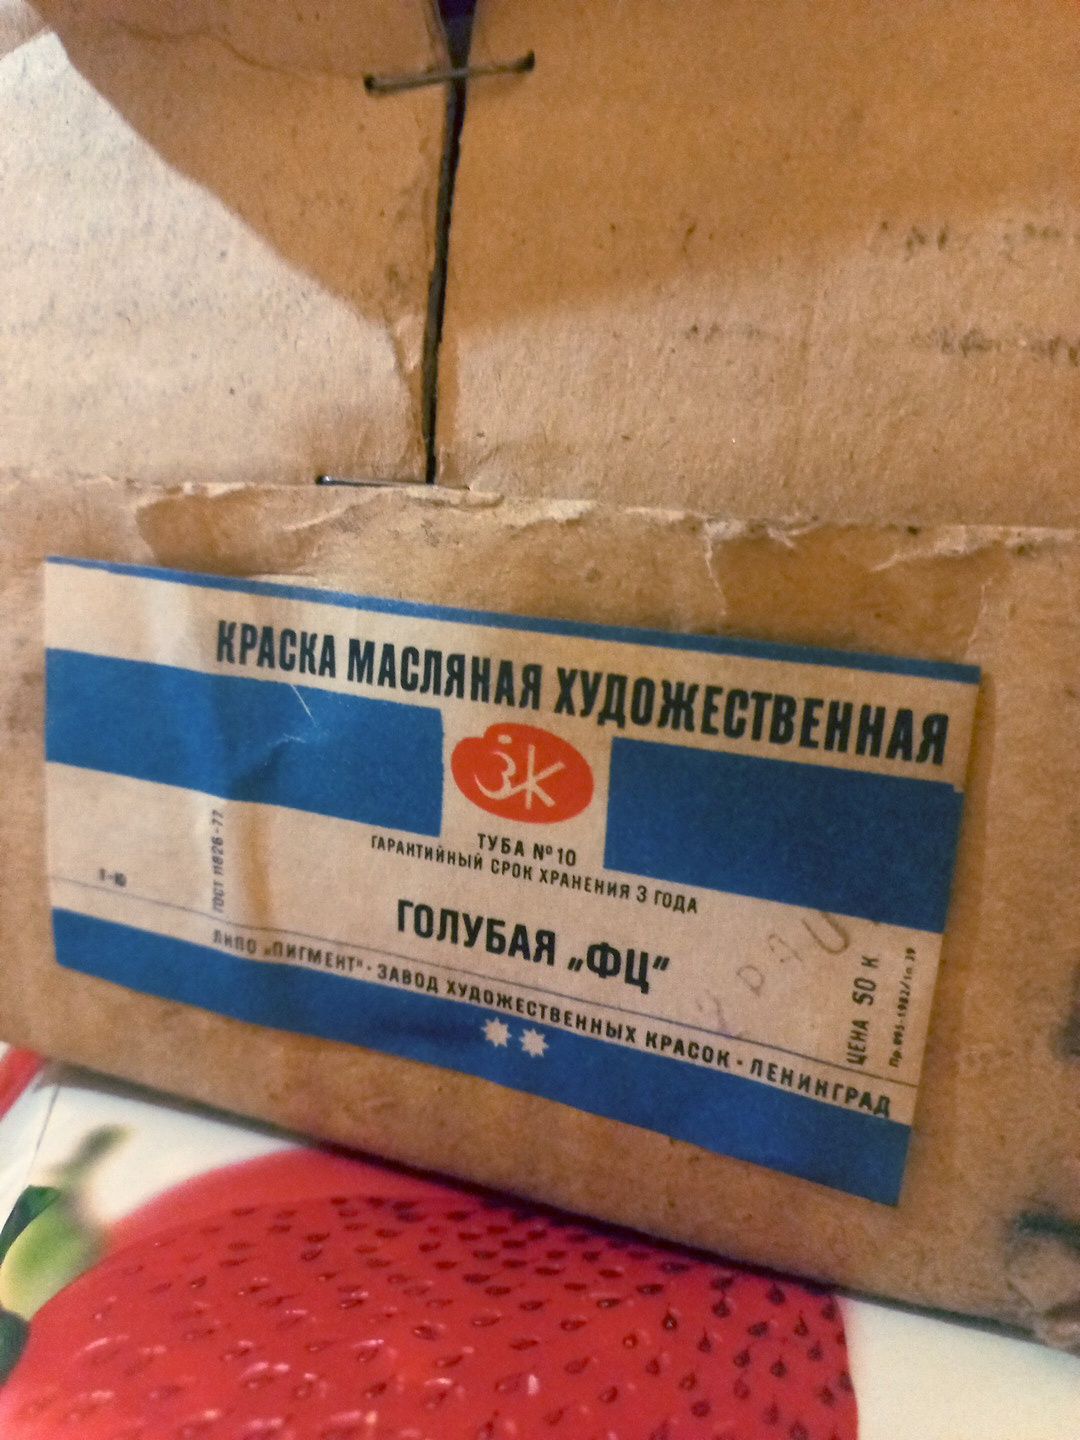 КРАСКА МАСЛЯНАЯ ХУДОЖЕСТВЕННАЯ
ЗК
ТУБА №10
ГАРАНТИЙНЫЙ СРОК ХРАНЕНИЯ 3 ГОДА
ГОСТ 11826-77
ГОЛУБАЯ „ФЦ"
ЛНПО „ПИГМЕНТ"-ЗАВОД ХУДОЖЕСТВЕННЫХ КРАСОК-ЛЕНИНГРАД
ЦЕНА 50 К